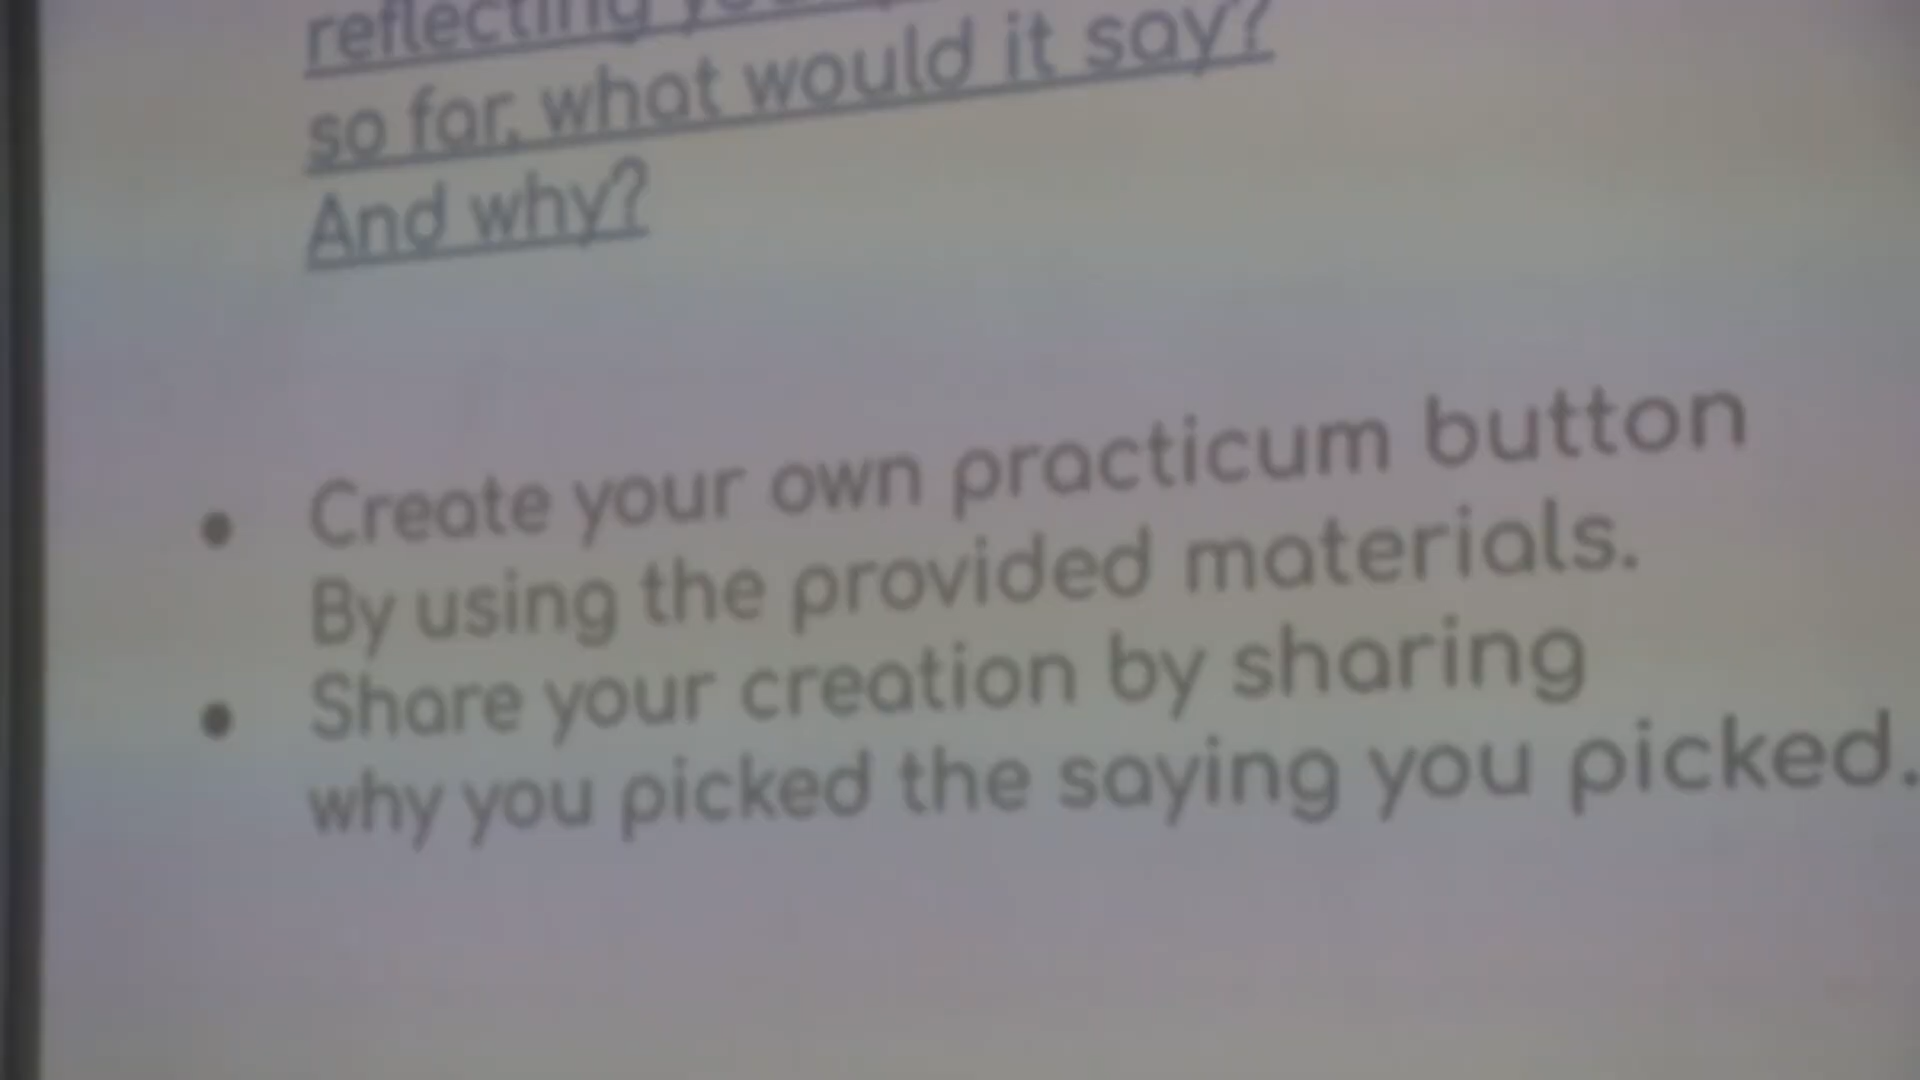 reflecting
so far, what would it say?
And why?
Create your own practicum button
By using the provided materials.
Share your creation by sharing
why you picked the saying you picked.